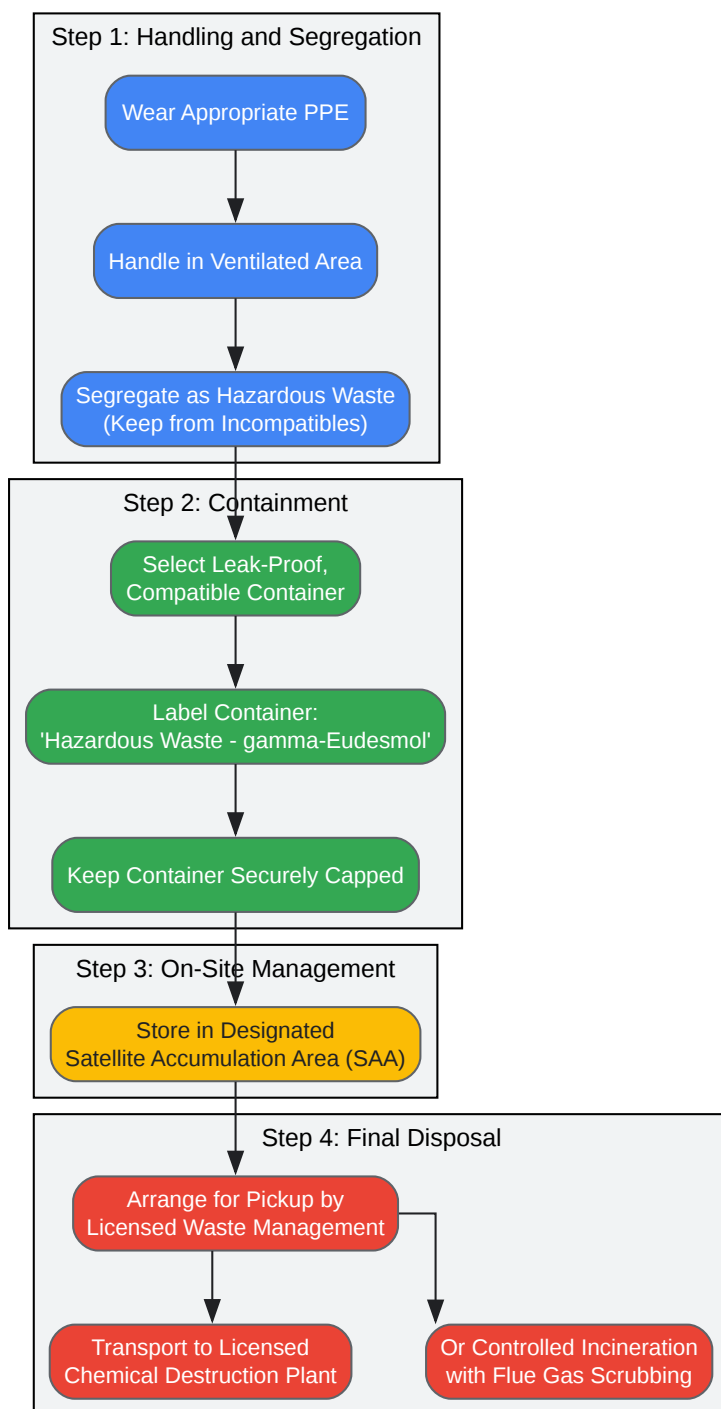 Step 1: Handling and Segregation
Wear Appropriate PPE
Handle in Ventilated Area
Segregate as Hazardous Waste
(Keep from Incompatibles)
Step 2: Containment
Select Leak-Proof,
Compatible Container
Label Container:
'Hazardous Waste - gamma-Eudesmol'
Keep Container Securely Capped
Step 3: On-Site Management
Store in Designated
Satellite Accumulation Area (SAA)
Step 4: Final Disposal
Arrange for Pickup by
Licensed Waste Management
Transport to Licensed
Chemical Destruction Plant
Or Controlled Incineration
with Flue Gas Scrubbing